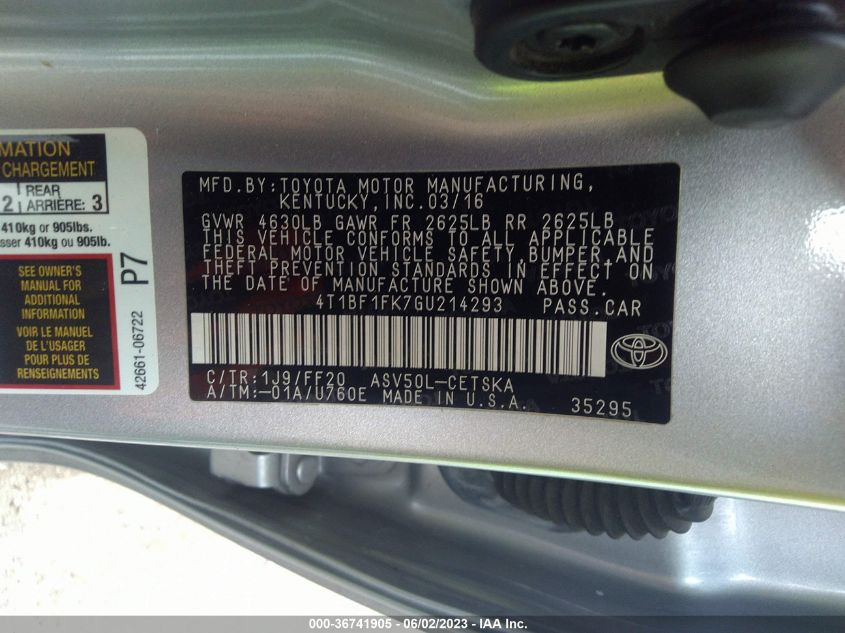 MATION
CHARGEMENT
REAR
2 ARRIÈRE: 3
410kg or 905lbs.
sser 410kg ou 905lb.
SEE OWNER'S
MANUAL FOR
ADDITIONAL
INFORMATION
VOIR LE MANUEL
DE L'USAGER
POUR PLUS DE
RENSEIGNEMENTS
P7
42661-06722
MFD.BY:TOYOTA MOTOR MANUFACTURING,
KENTUCKY,INC.03/16
GVWR 4630LB GAWR FR 2625LB RR 2625LB
THIS VEHICLE CONFORMS TO ALL APPLICABLE
FEDERAL MOTOR VEHICLE SAFETY,BUMPER,AND
THEFT PREVENTION STANDARDS IN EFFECT ON
THE DATE OF MANUFACTURE SHOWN ABOVE.
4T1BF1FK7GU214293 PASS.CAR
C/TR:1J9/FF20 ASV50L-CETSKA
A/TM:-01A/U760E MADE IN U.S.A. 35295
000-36741905 - 06/02/2023 - IAA Inc.